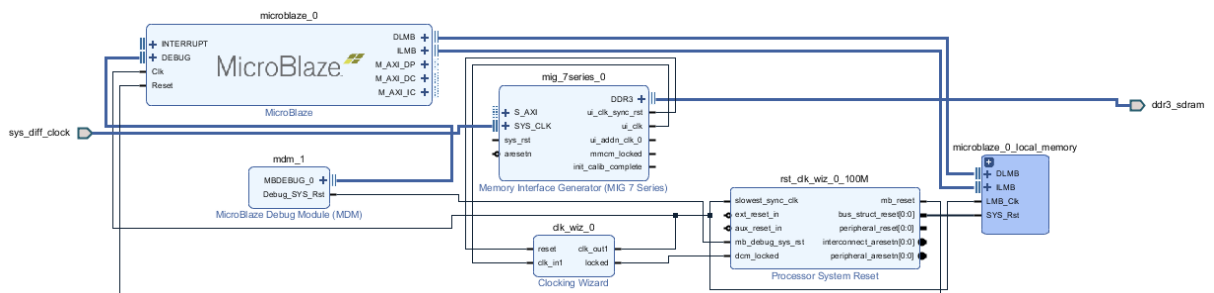 microblaze_0
INTERRUPT
DEBUG
Clk
Reset
MicroBlaze
DLMB
ILMB
M_AXI_DP
M_AXI_DC
M_AXI_IC
MicroBlaze
sys_diff_clock
mig_7series_0
S_AXI
SYS_CLK
sys_rst
aresetn
DDR3
ui_clk_sync_rst
ui_clk
ui_addn_clk_0
mmcm_locked
init_calib_complete
Memory Interface Generator (MIG 7 Series)
ddr3_sdram
mdm_1
MBDEBUG_0
Debug_SYS_Rst
MicroBlaze Debug Module (MDM)
microblaze_0_local_memory
DLMB
ILMB
LMB_Clk
SYS_Rst
rst_clk_wiz_0_100M
slowest_sync_clk
ext_reset_in
aux_reset_in
mb_debug_sys_rst
dcm_locked
mb_reset
bus_struct_reset[0:0]
peripheral_reset[0:0]
interconnect_aresetn[0:0]
peripheral_aresetn[0:0]
Processor System Reset
clk_wiz_0
reset
clk_in1
clk_out1
locked
Clocking Wizard